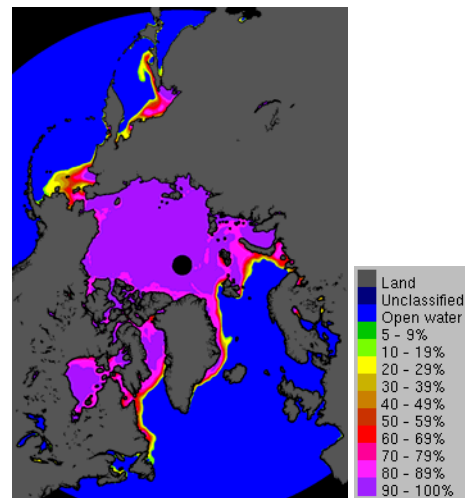 Land
Unclassified
Open water
5 - 9%
10 - 19%
20 - 29%
30 - 39%
40 - 49%
50 - 59%
60 - 69%
70 - 79%
80 - 89%
90 - 100%